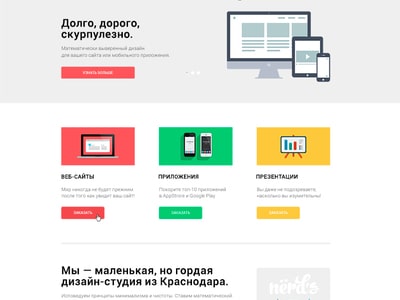 Долго, дорого,
скурпулезно.
Математически выверенный дизайн
для вашего сайта или мобильного приложения.
УЗНАТЬ БОЛЬШЕ
ВЕБ-САЙТЫ
Мир никогда не будет прежним,
после того как увидит ваш сайт!
ЗАКАЗАТЬ
ПРИЛОЖЕНИЯ
Покорите топ-10 приложений
в AppStore и Google Play
ЗАКАЗАТЬ
ПРЕЗЕНТАЦИИ
Вы даже не подозреваете,
насколько вы изумительны!
ЗАКАЗАТЬ
Мы — маленькая, но гордая
дизайн-студия из Краснодара.
Исповедуем принципы минимализма и чистоты. Ставим математический
nёrd's